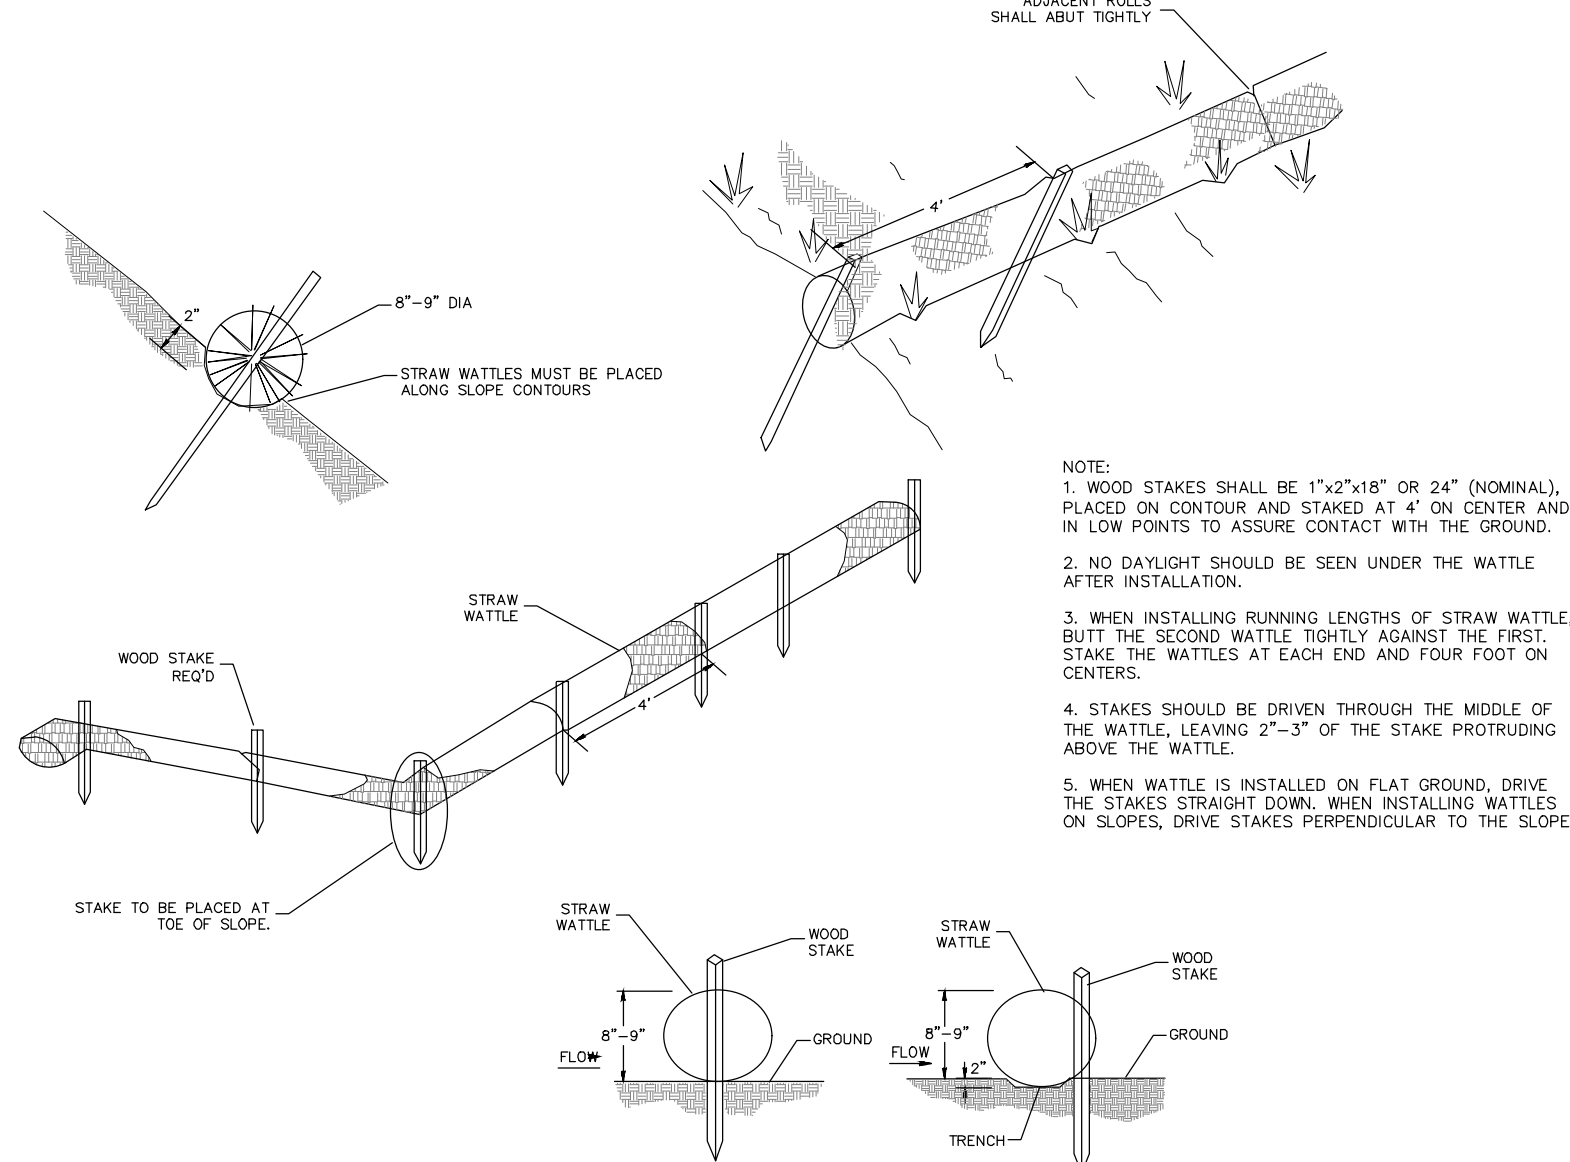 ADJACENT ROLLS
SHALL ABUT TIGHTLY
4'
2"
8"-9" DIA
STRAW WATTLES MUST BE PLACED
ALONG SLOPE CONTOURS
NOTE:
1. WOOD STAKES SHALL BE 1"x2"x18" OR 24" (NOMINAL),
PLACED ON CONTOUR AND STAKED AT 4' ON CENTER AND
IN LOW POINTS TO ASSURE CONTACT WITH THE GROUND.
2. NO DAYLIGHT SHOULD BE SEEN UNDER THE WATTLE
AFTER INSTALLATION.
3. WHEN INSTALLING RUNNING LENGTHS OF STRAW WATTLE,
BUTT THE SECOND WATTLE TIGHTLY AGAINST THE FIRST.
STAKE THE WATTLES AT EACH END AND FOUR FOOT ON
CENTERS.
4. STAKES SHOULD BE DRIVEN THROUGH THE MIDDLE OF
THE WATTLE, LEAVING 2"-3" OF THE STAKE PROTRUDING
ABOVE THE WATTLE.
5. WHEN WATTLE IS INSTALLED ON FLAT GROUND, DRIVE
THE STAKES STRAIGHT DOWN. WHEN INSTALLING WATTLES
ON SLOPES, DRIVE STAKES PERPENDICULAR TO THE SLOPE
STRAW
WATTLE
WOOD STAKE
REQ'D
4'
STAKE TO BE PLACED AT
TOE OF SLOPE.
STRAW
WATTLE
WOOD
STAKE
8"-9"
FLOW
GROUND
STRAW
WATTLE
WOOD
STAKE
8"-9"
FLOW
2"
GROUND
TRENCH